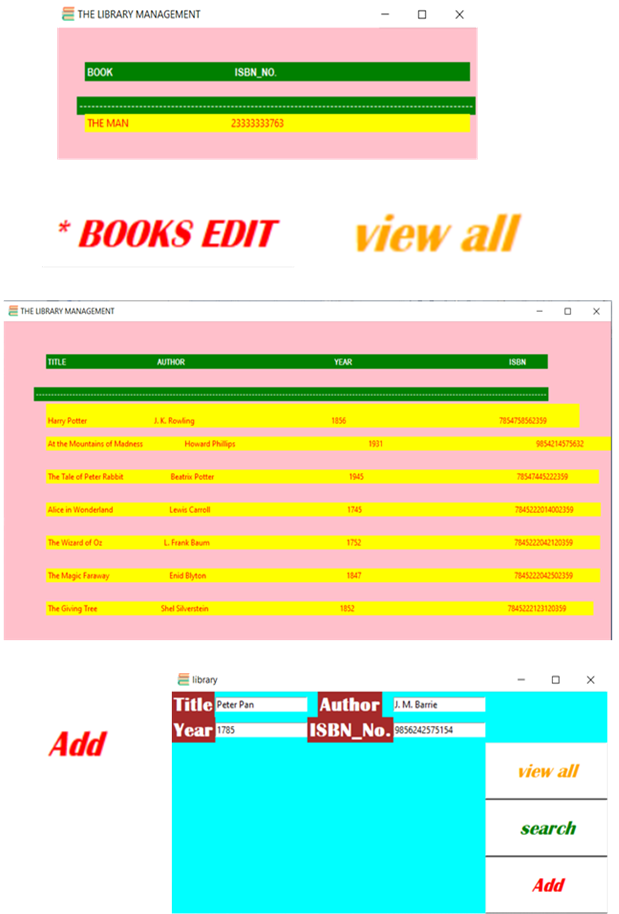 THE LIBRARY MANAGEMENT
BOOK ISBN_NO.
THE MAN 23333333763
* BOOKS EDIT view all
THE LIBRARY MANAGEMENT
TITLE AUTHOR YEAR ISBN
Harry Potter J. K. Rowling 1856 7854758562359
At the Mountains of Madness Howard Phillips 1931 9854214575632
The Tale of Peter Rabbit Beatrix Potter 1945 78547445222359
Alice in Wonderland Lewis Carroll 1745 7845222014002359
The Wizard of Oz L. Frank Baum 1752 7845222042120359
The Magic Faraway Enid Blyton 1847 7845222042502359
The Giving Tree Shel Silverstein 1852 7845222123120359
library
Title Peter Pan Author J. M. Barrie
Year 1785 ISBN_No. 9856242575154
Add
view all
search
Add